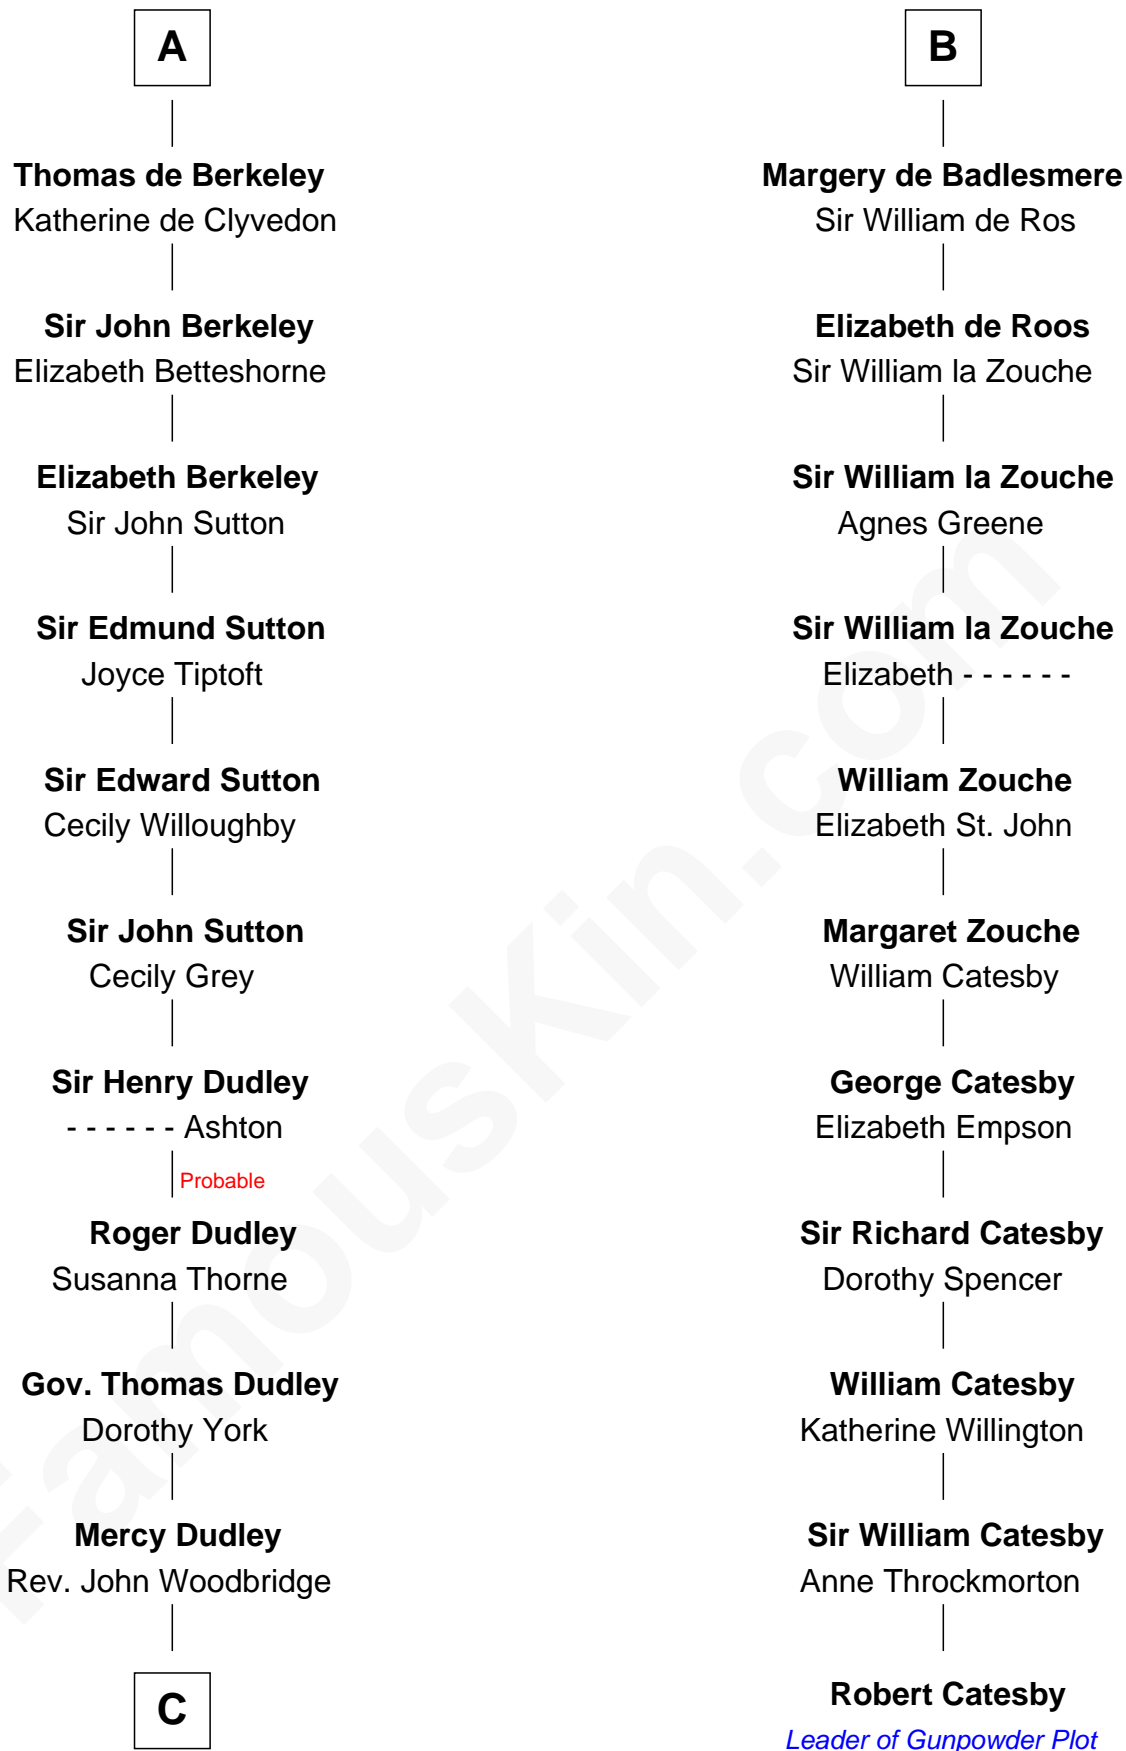 A
Thomas de Berkeley
Katherine de Clyvedon
Sir John Berkeley
Elizabeth Betteshorne
Elizabeth Berkeley
Sir John Sutton
Sir Edmund Sutton
Joyce Tiptoft
Sir Edward Sutton
Cecily Willoughby
Sir John Sutton
Cecily Grey
Sir Henry Dudley
- - - - - - Ashton
Probable
Roger Dudley
Susanna Thorne
Gov. Thomas Dudley
Dorothy York
Mercy Dudley
Rev. John Woodbridge
C
B
Margery de Badlesmere
Sir William de Ros
Elizabeth de Roos
Sir William la Zouche
Sir William la Zouche
Agnes Greene
Sir William la Zouche
Elizabeth - - - - - -
William Zouche
Elizabeth St. John
Margaret Zouche
William Catesby
George Catesby
Elizabeth Empson
Sir Richard Catesby
Dorothy Spencer
William Catesby
Katherine Willington
Sir William Catesby
Anne Throckmorton
Robert Catesby
Leader of Gunpowder Plot
FamousKin.com